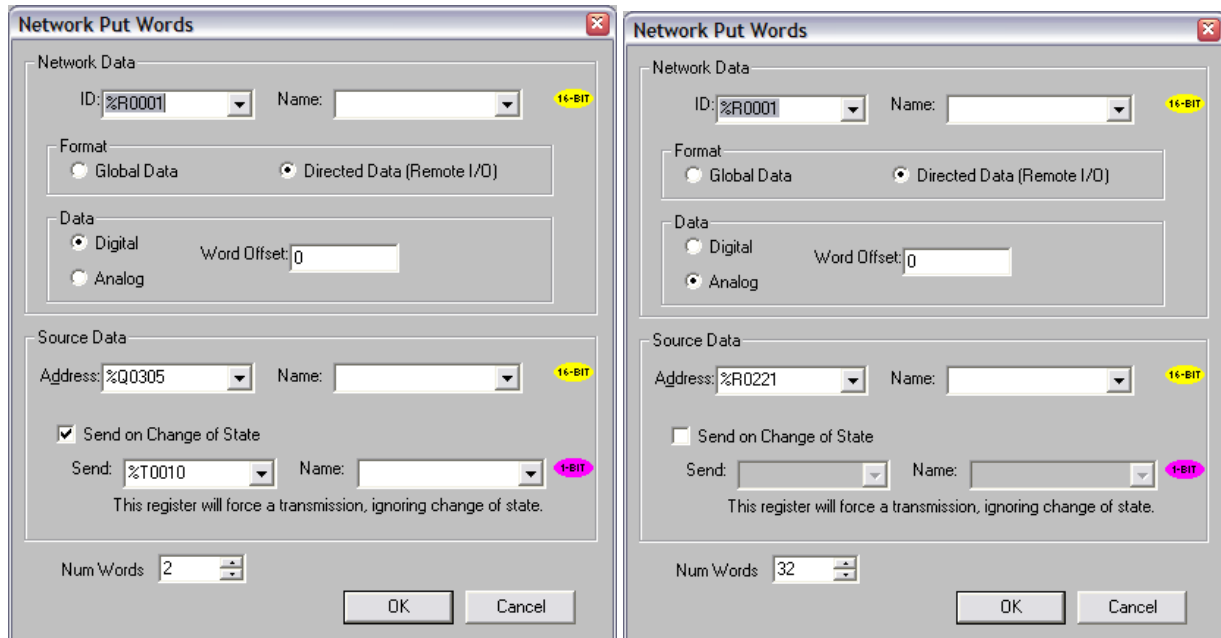 Network Put Words
Network Data
ID: %R0001 Name: 16-BIT
Format
Global Data Directed Data (Remote I/O)
Data
Digital
Word Offset: 0
Analog
Source Data
Address: %Q0305 Name: 16-BIT
Send on Change of State
Send: %T0010 Name: 1-BIT
This register will force a transmission, ignoring change of state.
Num Words 2
OK Cancel
Network Put Words
Network Data
ID: %R0001 Name: 16-BIT
Format
Global Data Directed Data (Remote I/O)
Data
Digital
Word Offset: 0
Analog
Source Data
Address: %R0221 Name: 16-BIT
Send on Change of State
Send: Name: 1-BIT
This register will force a transmission, ignoring change of state.
Num Words 32
OK Cancel